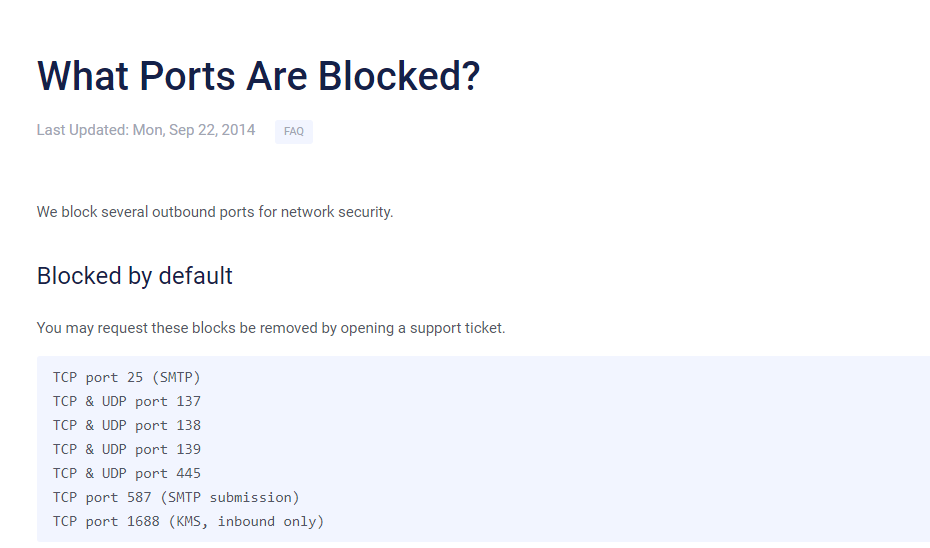 What Ports Are Blocked?
Last Updated: Mon, Sep 22, 2014 FAQ
We block several outbound ports for network security.
Blocked by default
You may request these blocks be removed by opening a support ticket.
TCP port 25 (SMTP)
TCP & UDP port 137
TCP & UDP port 138
TCP & UDP port 139
TCP & UDP port 445
TCP port 587 (SMTP submission)
TCP port 1688 (KMS, inbound only)